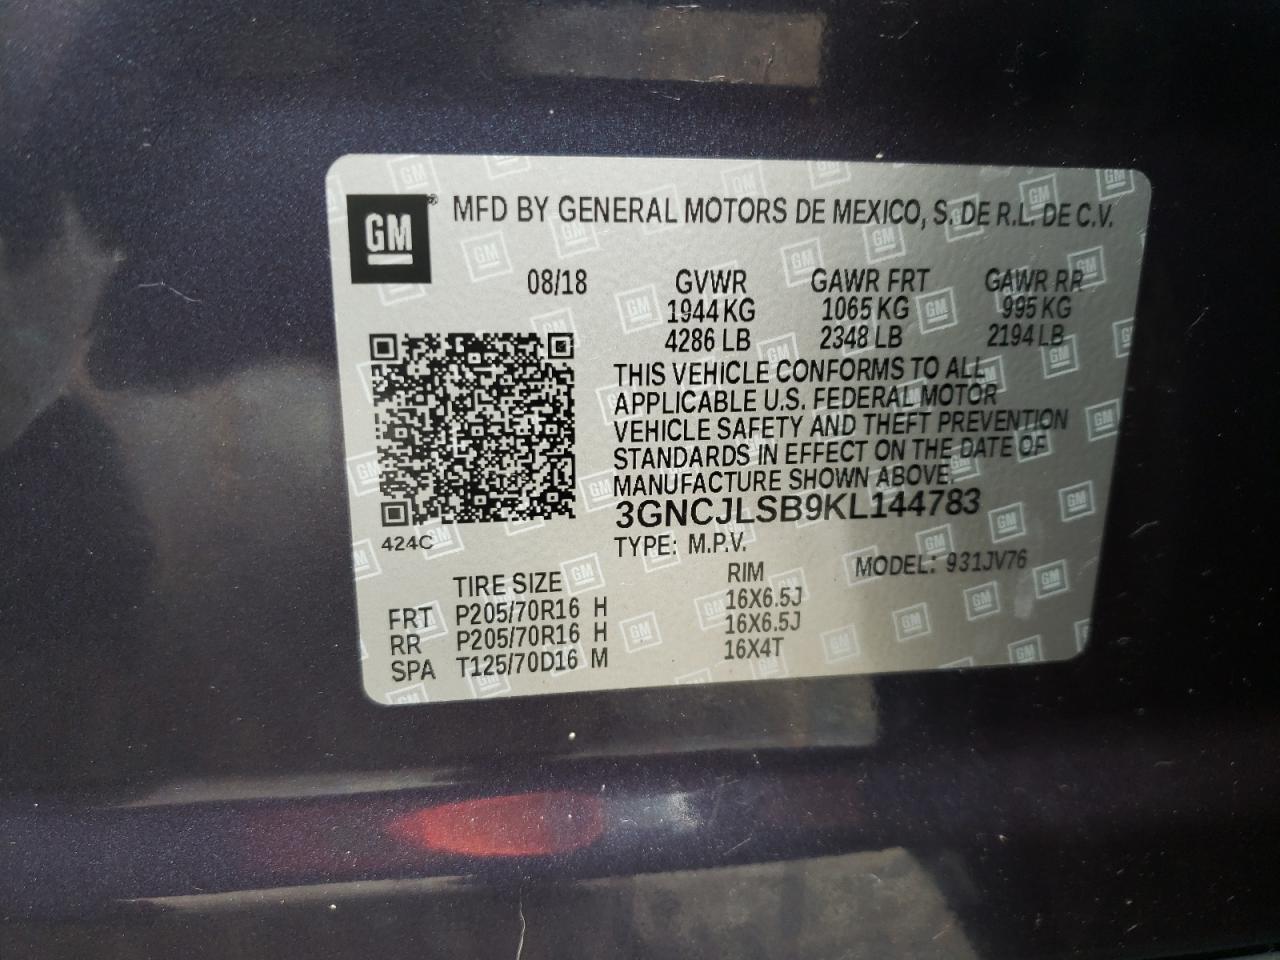 GM® MFD BY GENERAL MOTORS DE MEXICO, S. DE R.L. DE C.V.
08/18 GVWR GAWR FRT GAWR RR
1944 KG 1065 KG 995 KG
4286 LB 2348 LB 2194 LB
THIS VEHICLE CONFORMS TO ALL
APPLICABLE U.S. FEDERAL MOTOR
VEHICLE SAFETY AND THEFT PREVENTION
STANDARDS IN EFFECT ON THE DATE OF
MANUFACTURE SHOWN ABOVE.
3GNCJLSB9KL144783
424C TYPE: M.P.V.
MODEL: 931JV76
TIRE SIZE RIM
FRT P205/70R16 H 16X6.5J
RR P205/70R16 H 16X6.5J
SPA T125/70D16 M 16X4T